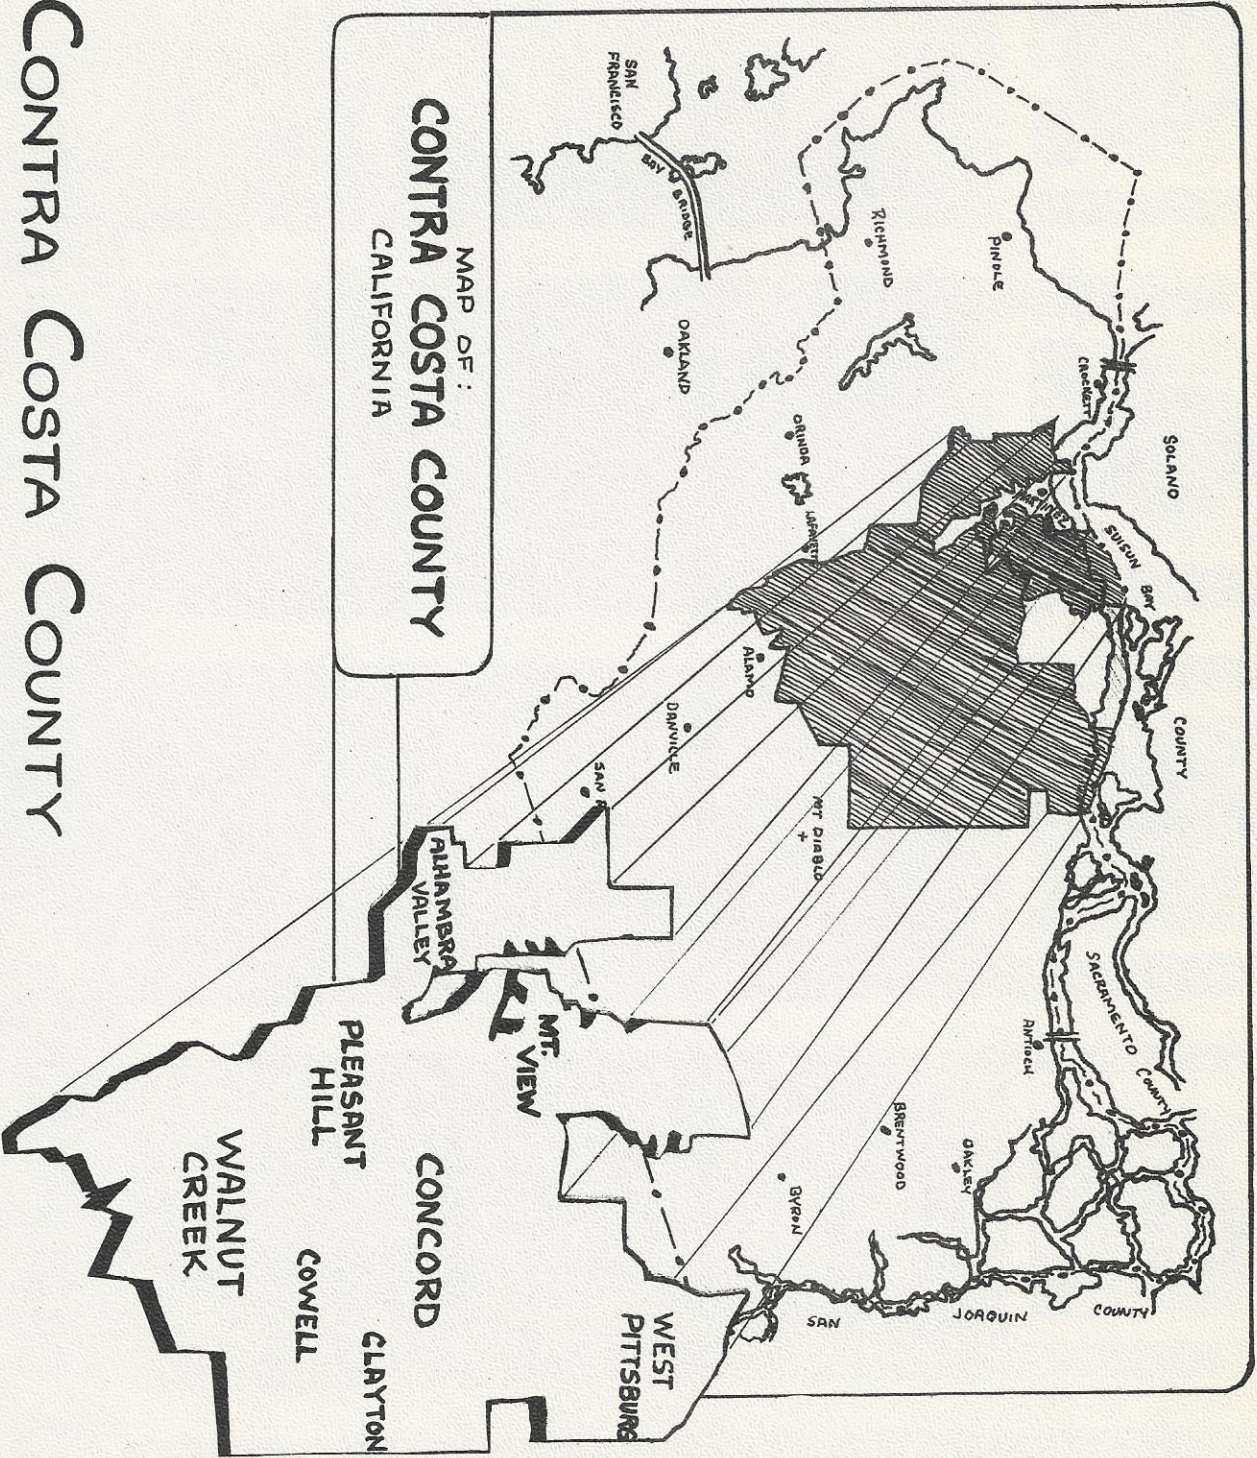 CONTRA COSTA COUNTY
MAP OF:
CONTRA COSTA COUNTY
CALIFORNIA
SAN
FRANCISCO
BAY BRIDGE
RICHMOND
PINOLE
OAKLAND
CROCKETT
SOLANO
COUNTY
ORINDA
LAFAYETTE
MARTINEZ
SUISUN BAY
ALAMO
DANVILLE
SAN R
MT DIABLO
SACRAMENTO COUNTY
ANTIOCH
BRENTWOOD
OAKLEY
BYRON
SAN JOAQUIN COUNTY
ALHAMBRA
VALLEY
MT.
VIEW
PLEASANT
HILL
CONCORD
WALNUT
CREEK
COWELL
CLAYTON
WEST
PITTSBURG